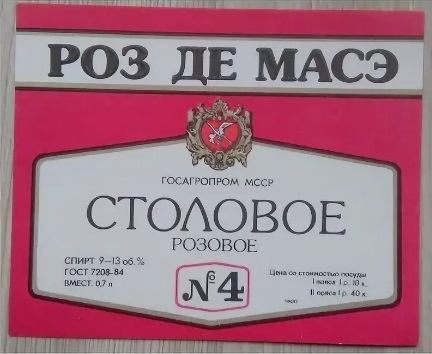 РОЗ ДЕ МАСЭ
ГОСАГРОПРОМ МССР
СТОЛОВОЕ
РОЗОВОЕ
СПИРТ 9–13 об.%
ГОСТ 7208-84
ВМЕСТ. 0,7 л
№4
Цена со стоимостью посуды
I пояса 1 р. 10 к.
II пояса 1 р. 40 к.